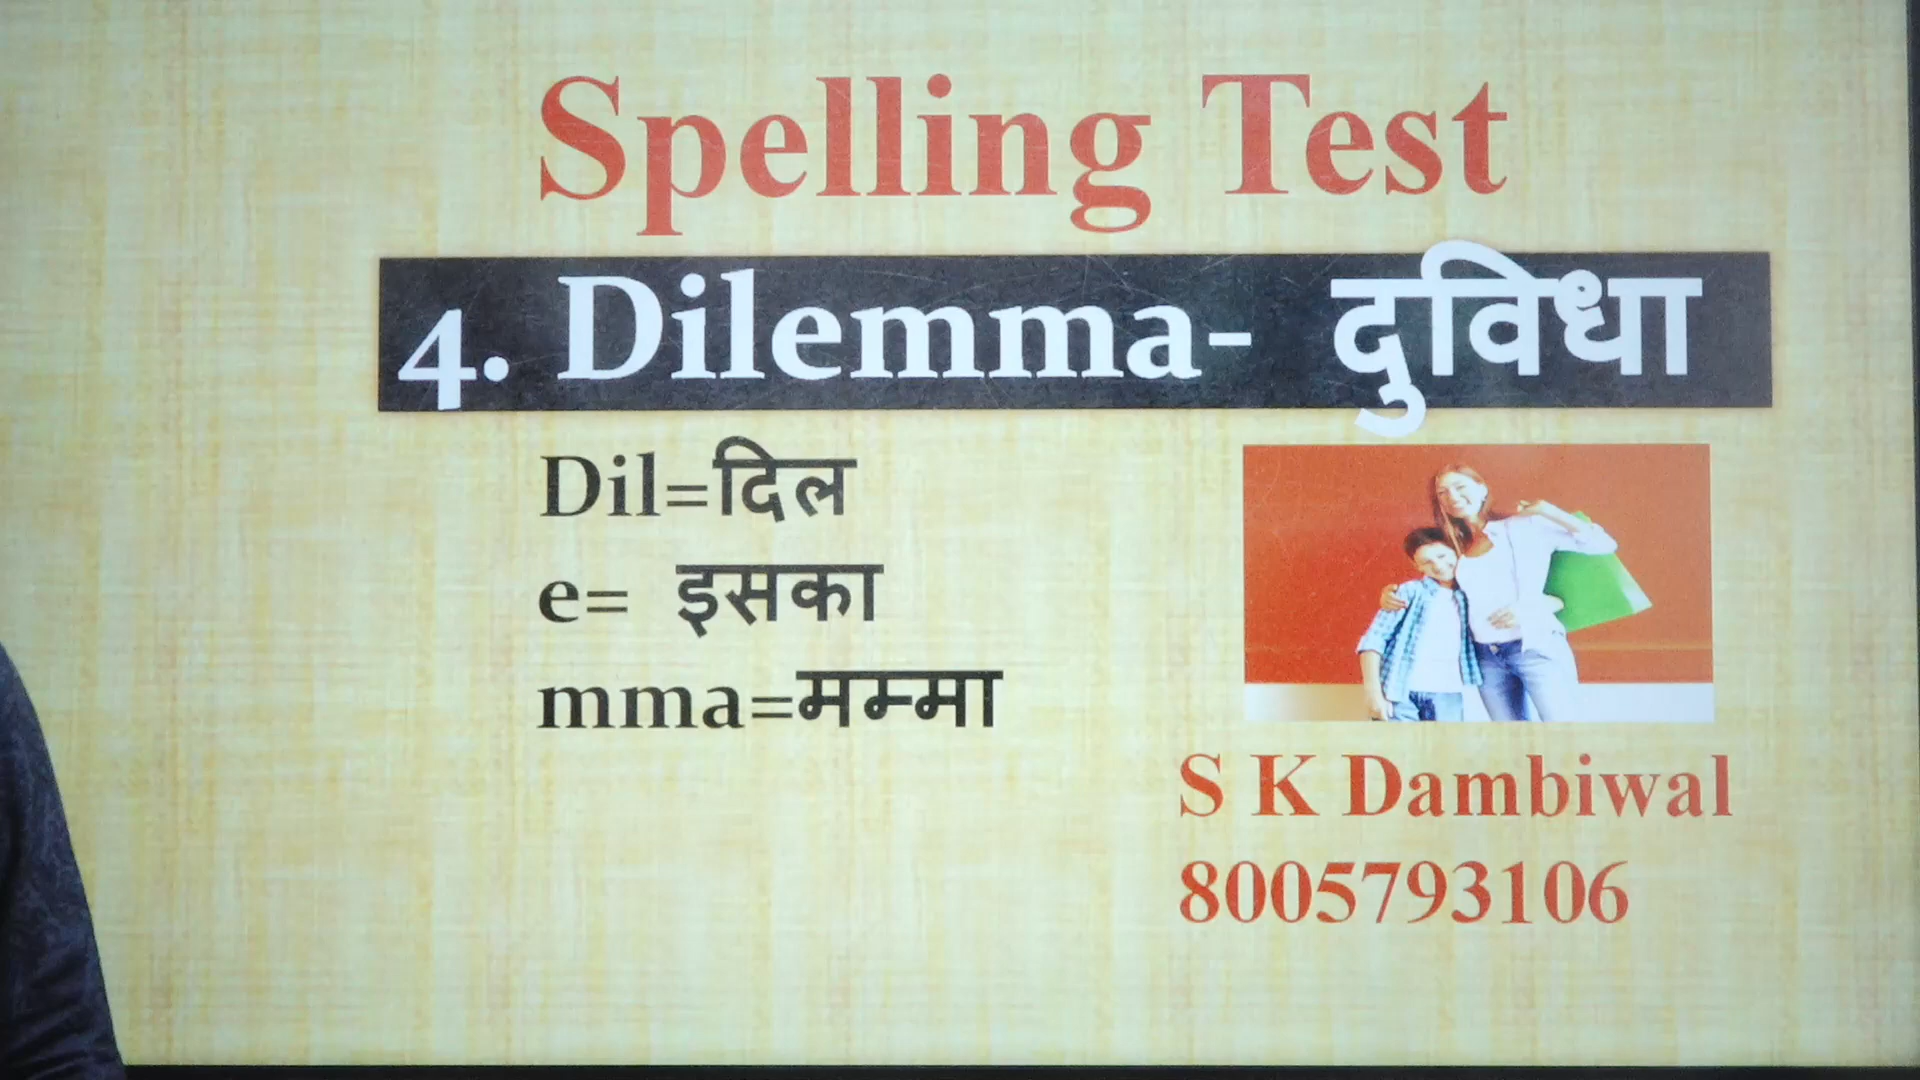 Spelling Test
4. Dilemma- दुविधा
Dil=दिल
e= इसका
mma=मम्मा
S K Dambiwal
8005793106